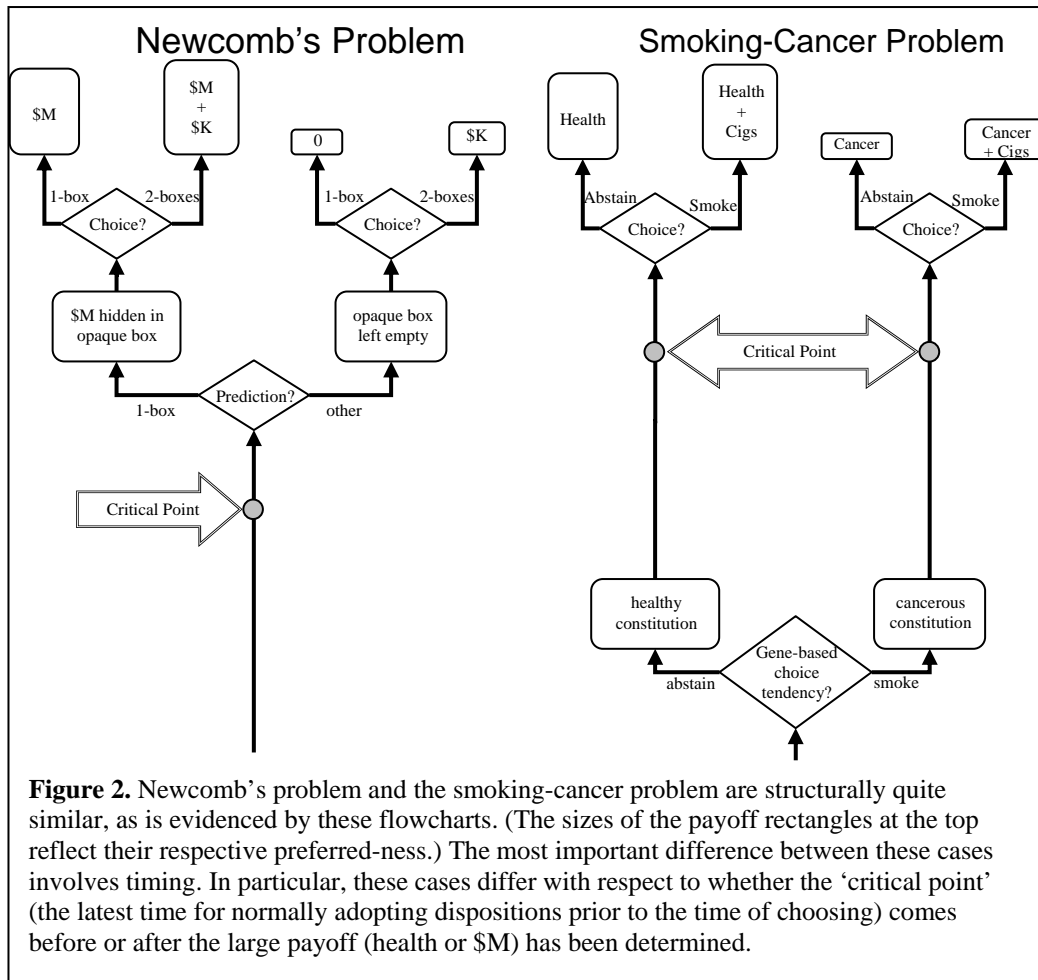 Newcomb's Problem
$M
$M
+
$K
0
$K
1-box
2-boxes
1-box
2-boxes
Choice?
Choice?
$M hidden in
opaque box
opaque box
left empty
Prediction?
1-box
other
Critical Point
Smoking-Cancer Problem
Health
Health
+
Cigs
Cancer
Cancer
+ Cigs
Abstain
Smoke
Abstain
Smoke
Choice?
Choice?
Critical Point
healthy
constitution
cancerous
constitution
Gene-based
choice
tendency?
abstain
smoke
Figure 2. Newcomb's problem and the smoking-cancer problem are structurally quite
similar, as is evidenced by these flowcharts. (The sizes of the payoff rectangles at the top
reflect their respective preferred-ness.) The most important difference between these cases
involves timing. In particular, these cases differ with respect to whether the ‘critical point’
(the latest time for normally adopting dispositions prior to the time of choosing) comes
before or after the large payoff (health or $M) has been determined.